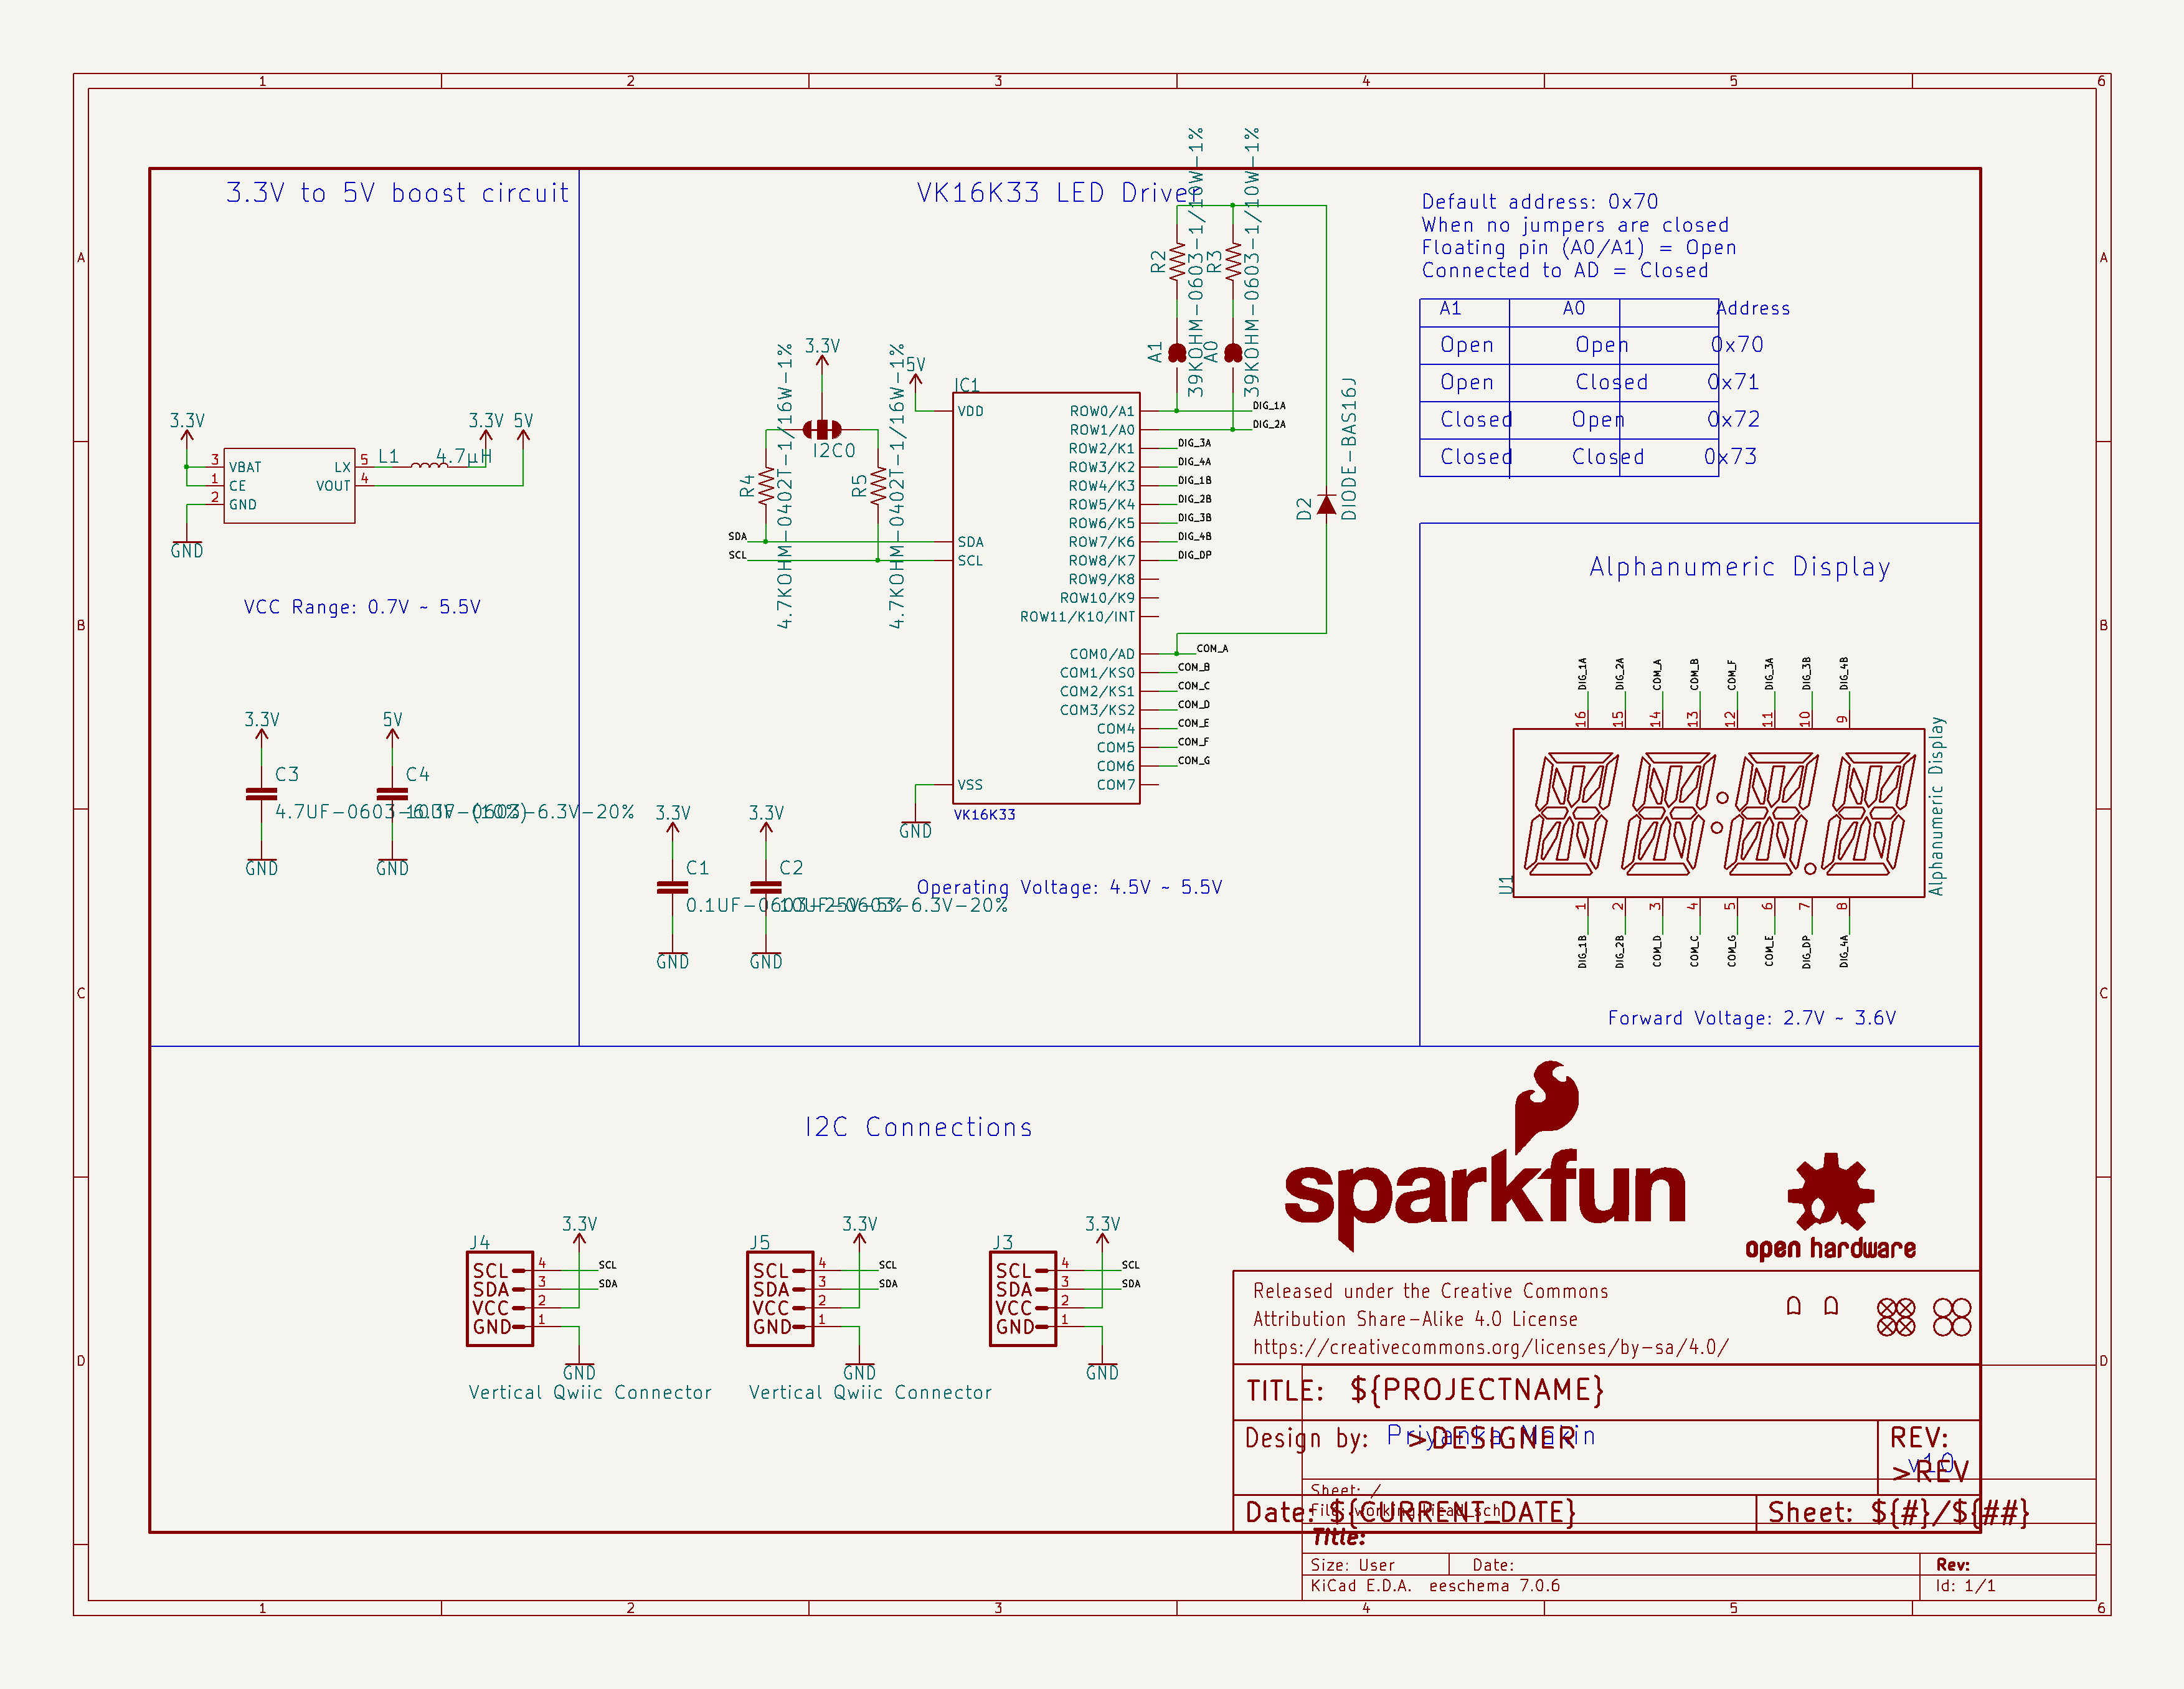 1 2 3 4 5 6
A
B
C
D
3.3V to 5V boost circuit
3.3V
3 VBAT
1 CE
2 GND
LX 5
VOUT 4
L1 4.7µH
3.3V 5V
GND
VCC Range: 0.7V ~ 5.5V
3.3V
C3
4.7UF-0603-6.3V-(10%)
GND
5V
C4
10UF-0603-6.3V-20%
GND
VK16K33 LED Driver
3.3V
I2C0
R4
4.7KOHM-0402T-1/16W-1%
R5
4.7KOHM-0402T-1/16W-1%
SDA
SCL
5V
IC1
VDD
SDA
SCL
VSS
GND
VK16K33
ROW0/A1 DIG_1A
ROW1/A0 DIG_2A
ROW2/K1 DIG_3A
ROW3/K2 DIG_4A
ROW4/K3 DIG_1B
ROW5/K4 DIG_2B
ROW6/K5 DIG_3B
ROW7/K6 DIG_4B
ROW8/K7 DIG_DP
ROW9/K8
ROW10/K9
ROW11/K10/INT
COM0/AD COM_A
COM1/KS0 COM_B
COM2/KS1 COM_C
COM3/KS2 COM_D
COM4 COM_E
COM5 COM_F
COM6 COM_G
COM7
R2
39KOHM-0603-1/10W-1%
A1
R3
39KOHM-0603-1/10W-1%
A0
D2
DIODE-BAS16J
3.3V
C1
0.1UF-0603-25V-5%
GND
3.3V
C2
10UF-0603-6.3V-20%
GND
Operating Voltage: 4.5V ~ 5.5V
Default address: 0x70
When no jumpers are closed
Floating pin (A0/A1) = Open
Connected to AD = Closed
A1 A0 Address
Open Open 0x70
Open Closed 0x71
Closed Open 0x72
Closed Closed 0x73
Alphanumeric Display
DIG_1A DIG_2A COM_A COM_B COM_F DIG_3A DIG_3B DIG_4B
16 15 14 13 12 11 10 9
U1
Alphanumeric Display
1 2 3 4 5 6 7 8
DIG_1B DIG_2B COM_D COM_C COM_G COM_E DIG_DP DIG_4A
Forward Voltage: 2.7V ~ 3.6V
I2C Connections
J4
3.3V
SCL 4 SCL
SDA 3 SDA
VCC 2
GND 1
GND
Vertical Qwiic Connector
J5
3.3V
SCL 4 SCL
SDA 3 SDA
VCC 2
GND 1
GND
Vertical Qwiic Connector
J3
3.3V
SCL 4 SCL
SDA 3 SDA
VCC 2
GND 1
GND
sparkfun
open hardware
Released under the Creative Commons
Attribution Share-Alike 4.0 License
https://creativecommons.org/licenses/by-sa/4.0/
TITLE: ${PROJECTNAME}
Design by: >DESIGNER
Priyanka Makin
REV:
>REV
v10
Date: ${CURRENT_DATE}
Sheet: ${#}/${##}
Sheet: /
File: working.kicad_sch
Title:
Size: User Date: Rev:
KiCad E.D.A. eeschema 7.0.6 Id: 1/1
1 2 3 4 5 6
A
B
C
D